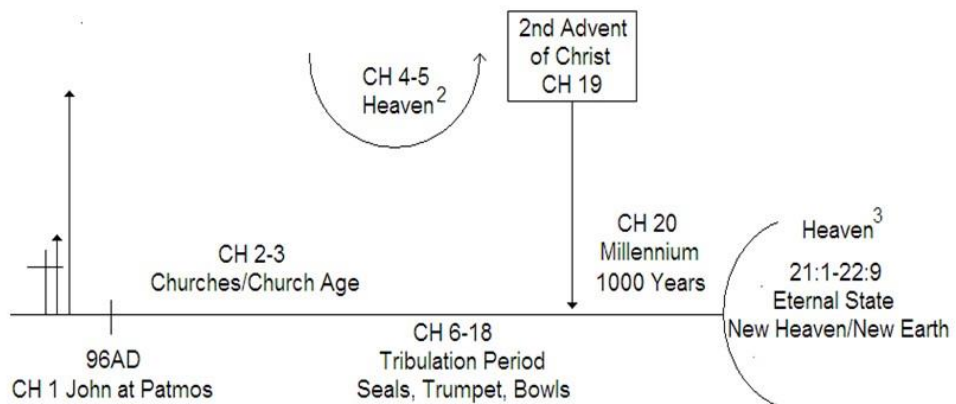 2nd Advent
of Christ
CH 19
CH 4-5
Heaven2
CH 2-3
Churches/Church Age
CH 20
Millennium
1000 Years
Heaven3
21:1-22:9
Eternal State
New Heaven/New Earth
96AD
CH 1 John at Patmos
CH 6-18
Tribulation Period
Seals, Trumpet, Bowls